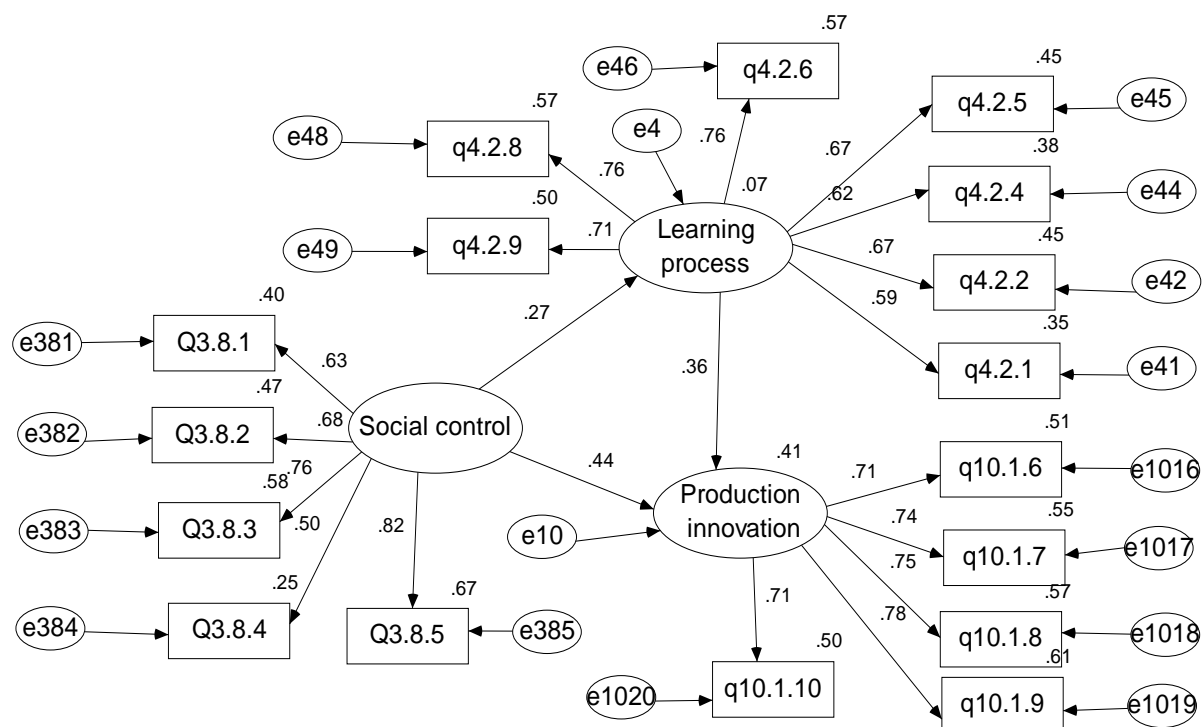 .57
e46
q4.2.6
.45
q4.2.5
e45
.57
e48
q4.2.8
e4
.76
.67
.38
.76
.07
.62
q4.2.4
e44
.50
.71
Learning
process
.45
e49
q4.2.9
.67
q4.2.2
e42
.40
.27
.59
.35
e381
Q3.8.1
.63
.36
q4.2.1
e41
.47
.68
Social control
.51
e382
Q3.8.2
.76
.44
.41
.71
q10.1.6
e1016
.58
Production
innovation
.55
e383
Q3.8.3
.50
.82
e10
.74
q10.1.7
e1017
.75
.25
.67
.71
.78
.57
e384
Q3.8.4
Q3.8.5
e385
q10.1.8
e1018
.50
.61
e1020
q10.1.10
q10.1.9
e1019